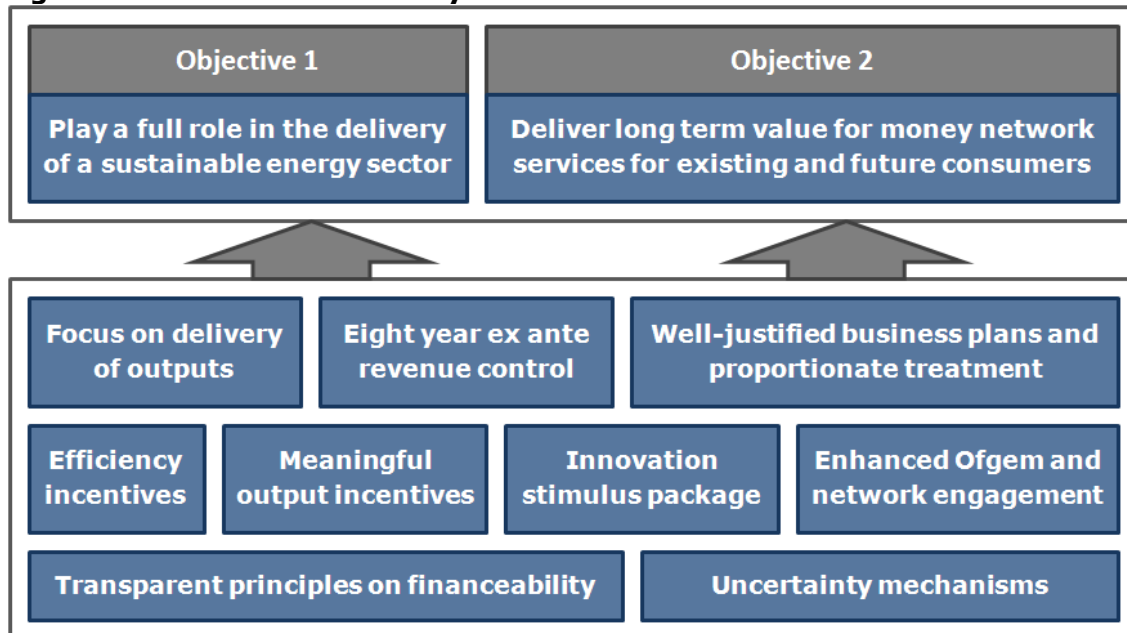 Objective 1
Objective 2
Play a full role in the delivery
of a sustainable energy sector
Deliver long term value for money network
services for existing and future consumers
Focus on delivery
of outputs
Eight year ex ante
revenue control
Well-justified business plans and
proportionate treatment
Efficiency
incentives
Meaningful
output incentives
Innovation
stimulus package
Enhanced Ofgem and
network engagement
Transparent principles on financeability
Uncertainty mechanisms